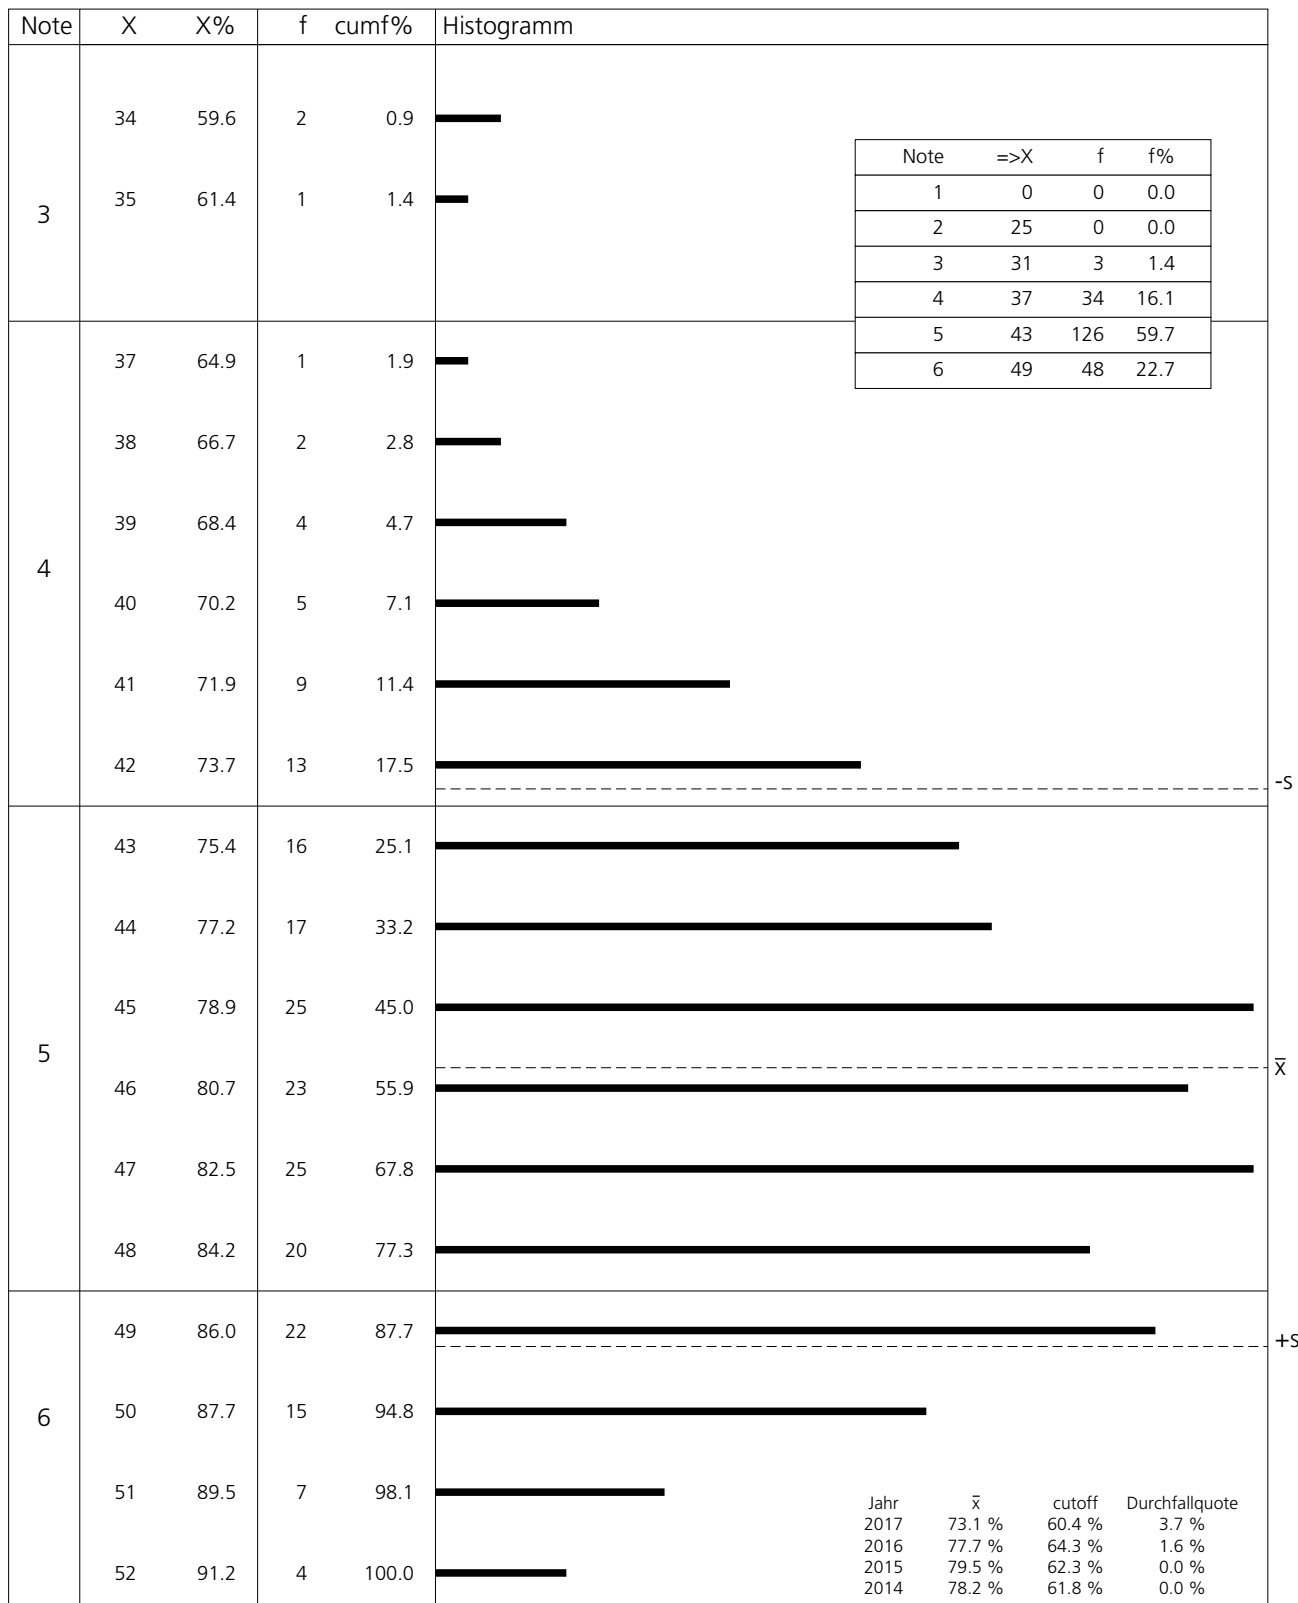 Note X X% f cumf% Histogramm
34 59.6 2 0.9
Note =>X f f%
35 61.4 1 1.4
1 0 0 0.0
3
2 25 0 0.0
3 31 3 1.4
4 37 34 16.1
5 43 126 59.7
37 64.9 1 1.9
6 49 48 22.7
38 66.7 2 2.8
39 68.4 4 4.7
4
40 70.2 5 7.1
41 71.9 9 11.4
42 73.7 13 17.5
-s
43 75.4 16 25.1
44 77.2 17 33.2
45 78.9 25 45.0
5
x̄
46 80.7 23 55.9
47 82.5 25 67.8
48 84.2 20 77.3
49 86.0 22 87.7
+s
6 50 87.7 15 94.8
51 89.5 7 98.1
Jahr x̄ cutoff Durchfallquote
2017 73.1 % 60.4 % 3.7 %
2016 77.7 % 64.3 % 1.6 %
52 91.2 4 100.0
2015 79.5 % 62.3 % 0.0 %
2014 78.2 % 61.8 % 0.0 %